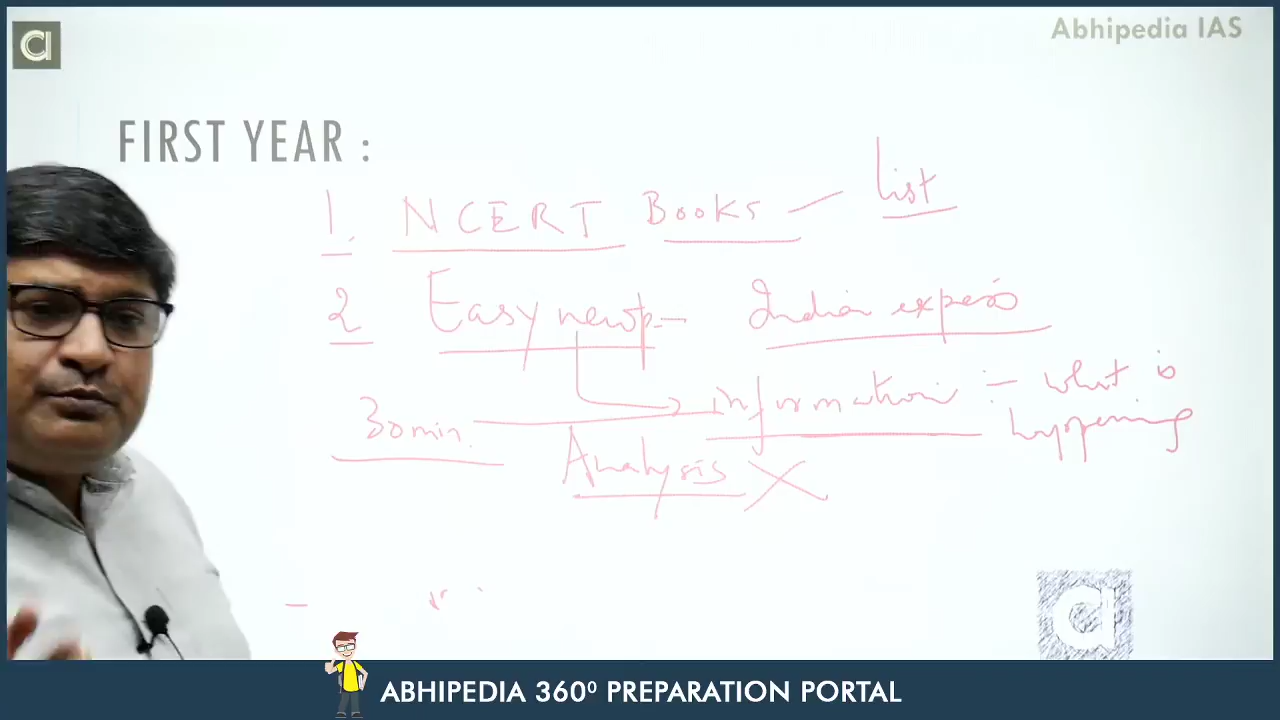 Abhipedia IAS
FIRST YEAR :
1. NCERT Books - list
2 Easy newp - Indian express
information :- what is
happening
30 min.
Analysis X
ABHIPEDIA 360⁰ PREPARATION PORTAL